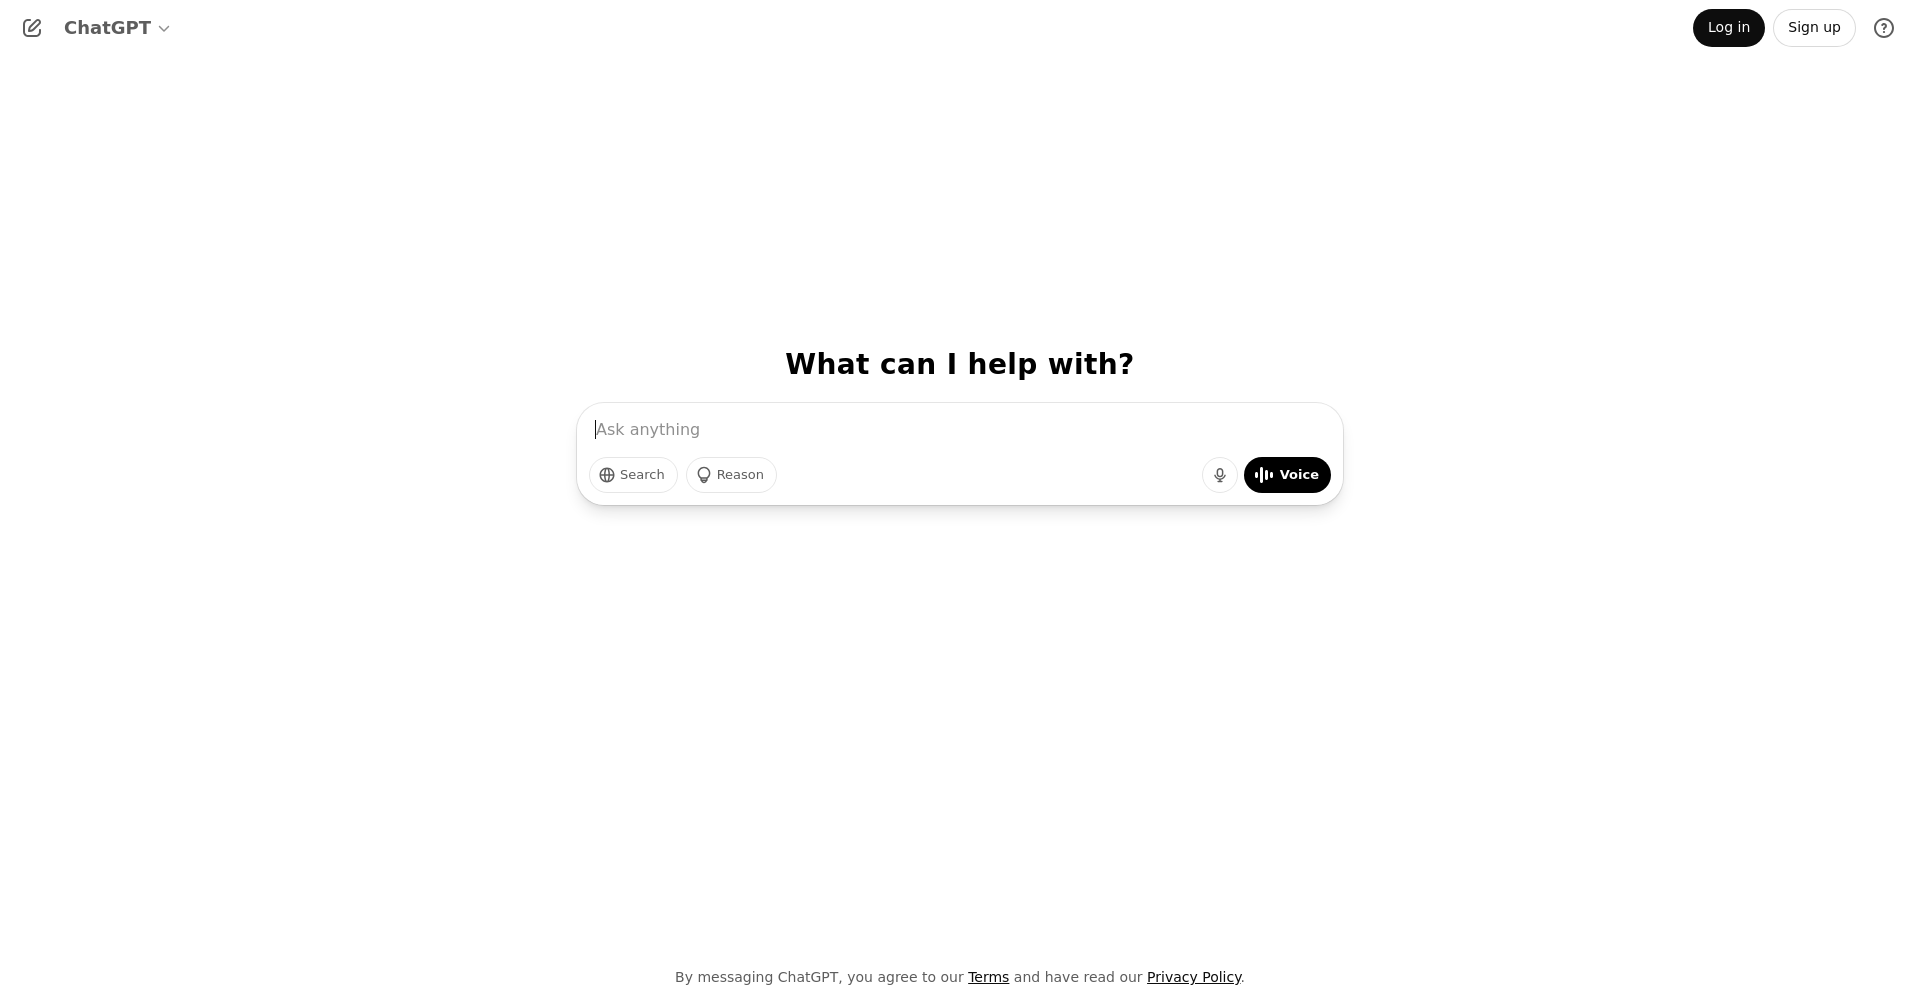 ChatGPT
Log in
Sign up
What can I help with?
Ask anything
Search
Reason
Voice
By messaging ChatGPT, you agree to our Terms and have read our Privacy Policy.